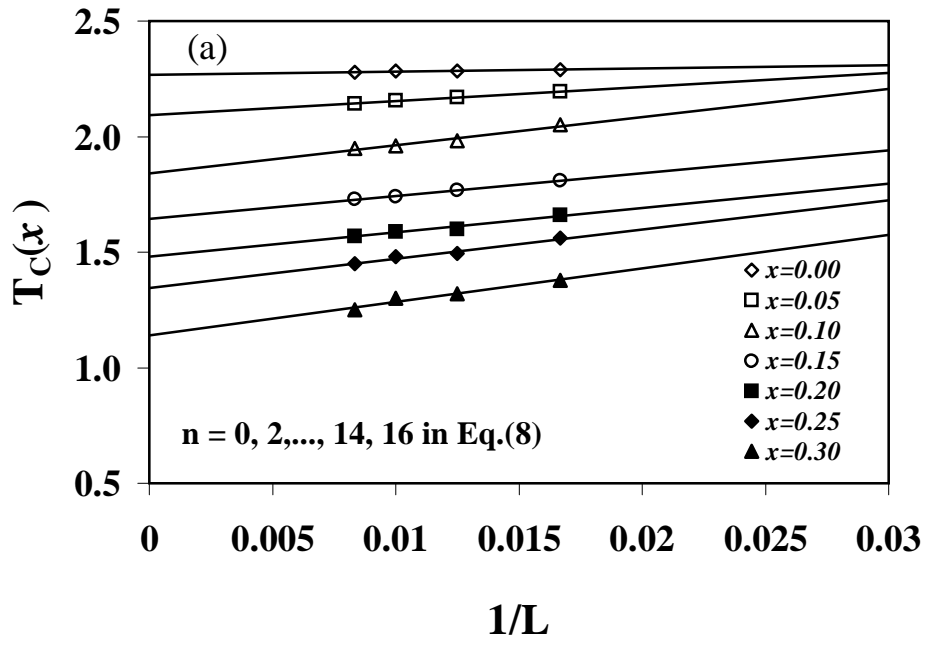 2.5
(a)
2.0
1.5
1.0
0.5
T_C(x)
x=0.00
x=0.05
x=0.10
x=0.15
x=0.20
x=0.25
x=0.30
n = 0, 2,..., 14, 16 in Eq.(8)
0 0.005 0.01 0.015 0.02 0.025 0.03
1/L